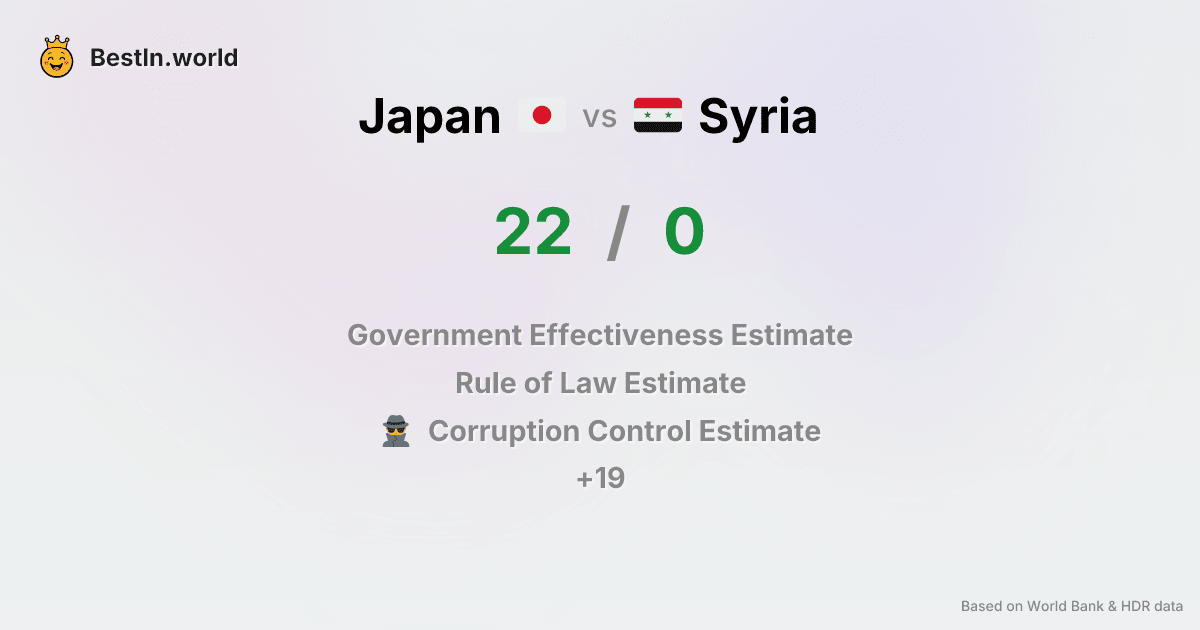 BestIn.world
Japan vs Syria
22 / 0
Government Effectiveness Estimate
Rule of Law Estimate
Corruption Control Estimate
+19
Based on World Bank & HDR data